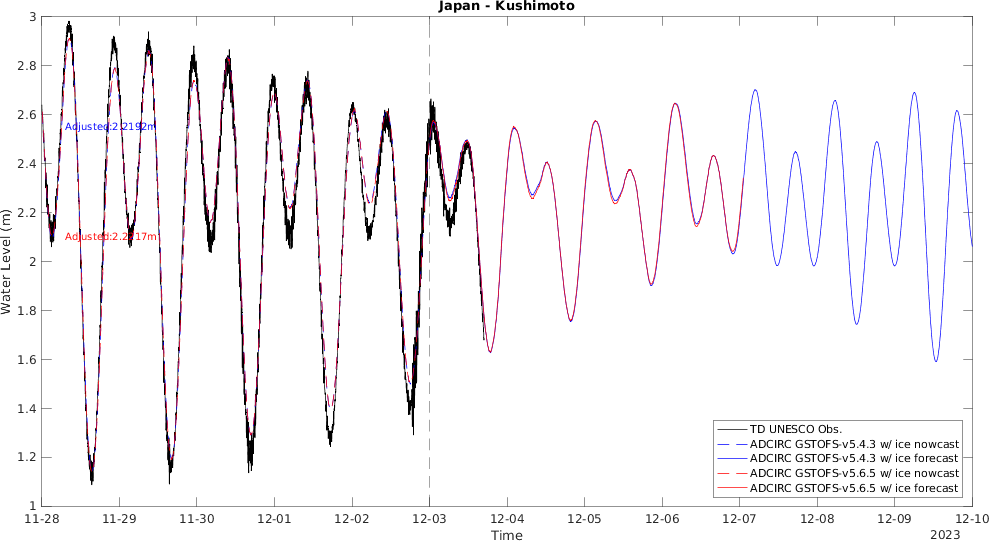 Japan - Kushimoto
3
2.8
2.6
2.4
2.2
2
1.8
1.6
1.4
1.2
1
Water Level (m)
Adjusted:2.2192m
TD UNESCO Obs.
ADCIRC GSTOFS-v5.4.3 w/ ice nowcast
ADCIRC GSTOFS-v5.4.3 w/ ice forecast
ADCIRC GSTOFS-v5.6.5 w/ ice nowcast
ADCIRC GSTOFS-v5.6.5 w/ ice forecast
11-28 11-29 11-30 12-01 12-02 12-03 12-04 12-05 12-06 12-07 12-08 12-09 12-10
Time
2023